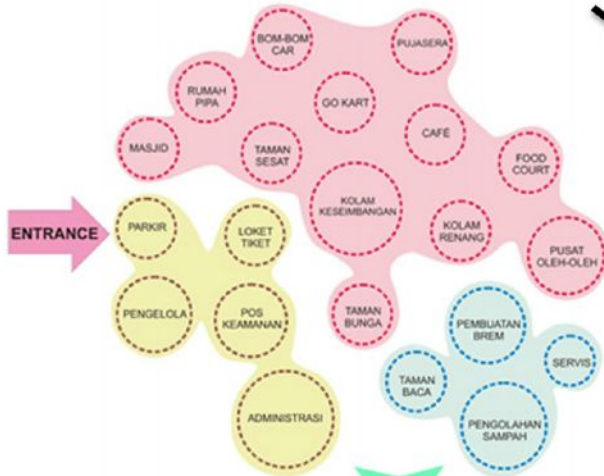 BOM-BOM
CAR
PUJASERA
RUMAH
PIPA
GO KART
CAFÉ
MASJID
TAMAN
SESAT
FOOD
COURT
KOLAM
KESEIMBANGAN
KOLAM
RENANG
PUSAT
OLEH-OLEH
TAMAN
BUNGA
ENTRANCE
PARKIR
LOKET
TIKET
PENGELOLA
POS
KEAMANAN
ADMINISTRASI
PEMBUATAN
BREM
SERVIS
TAMAN
BACA
PENGOLAHAN
SAMPAH